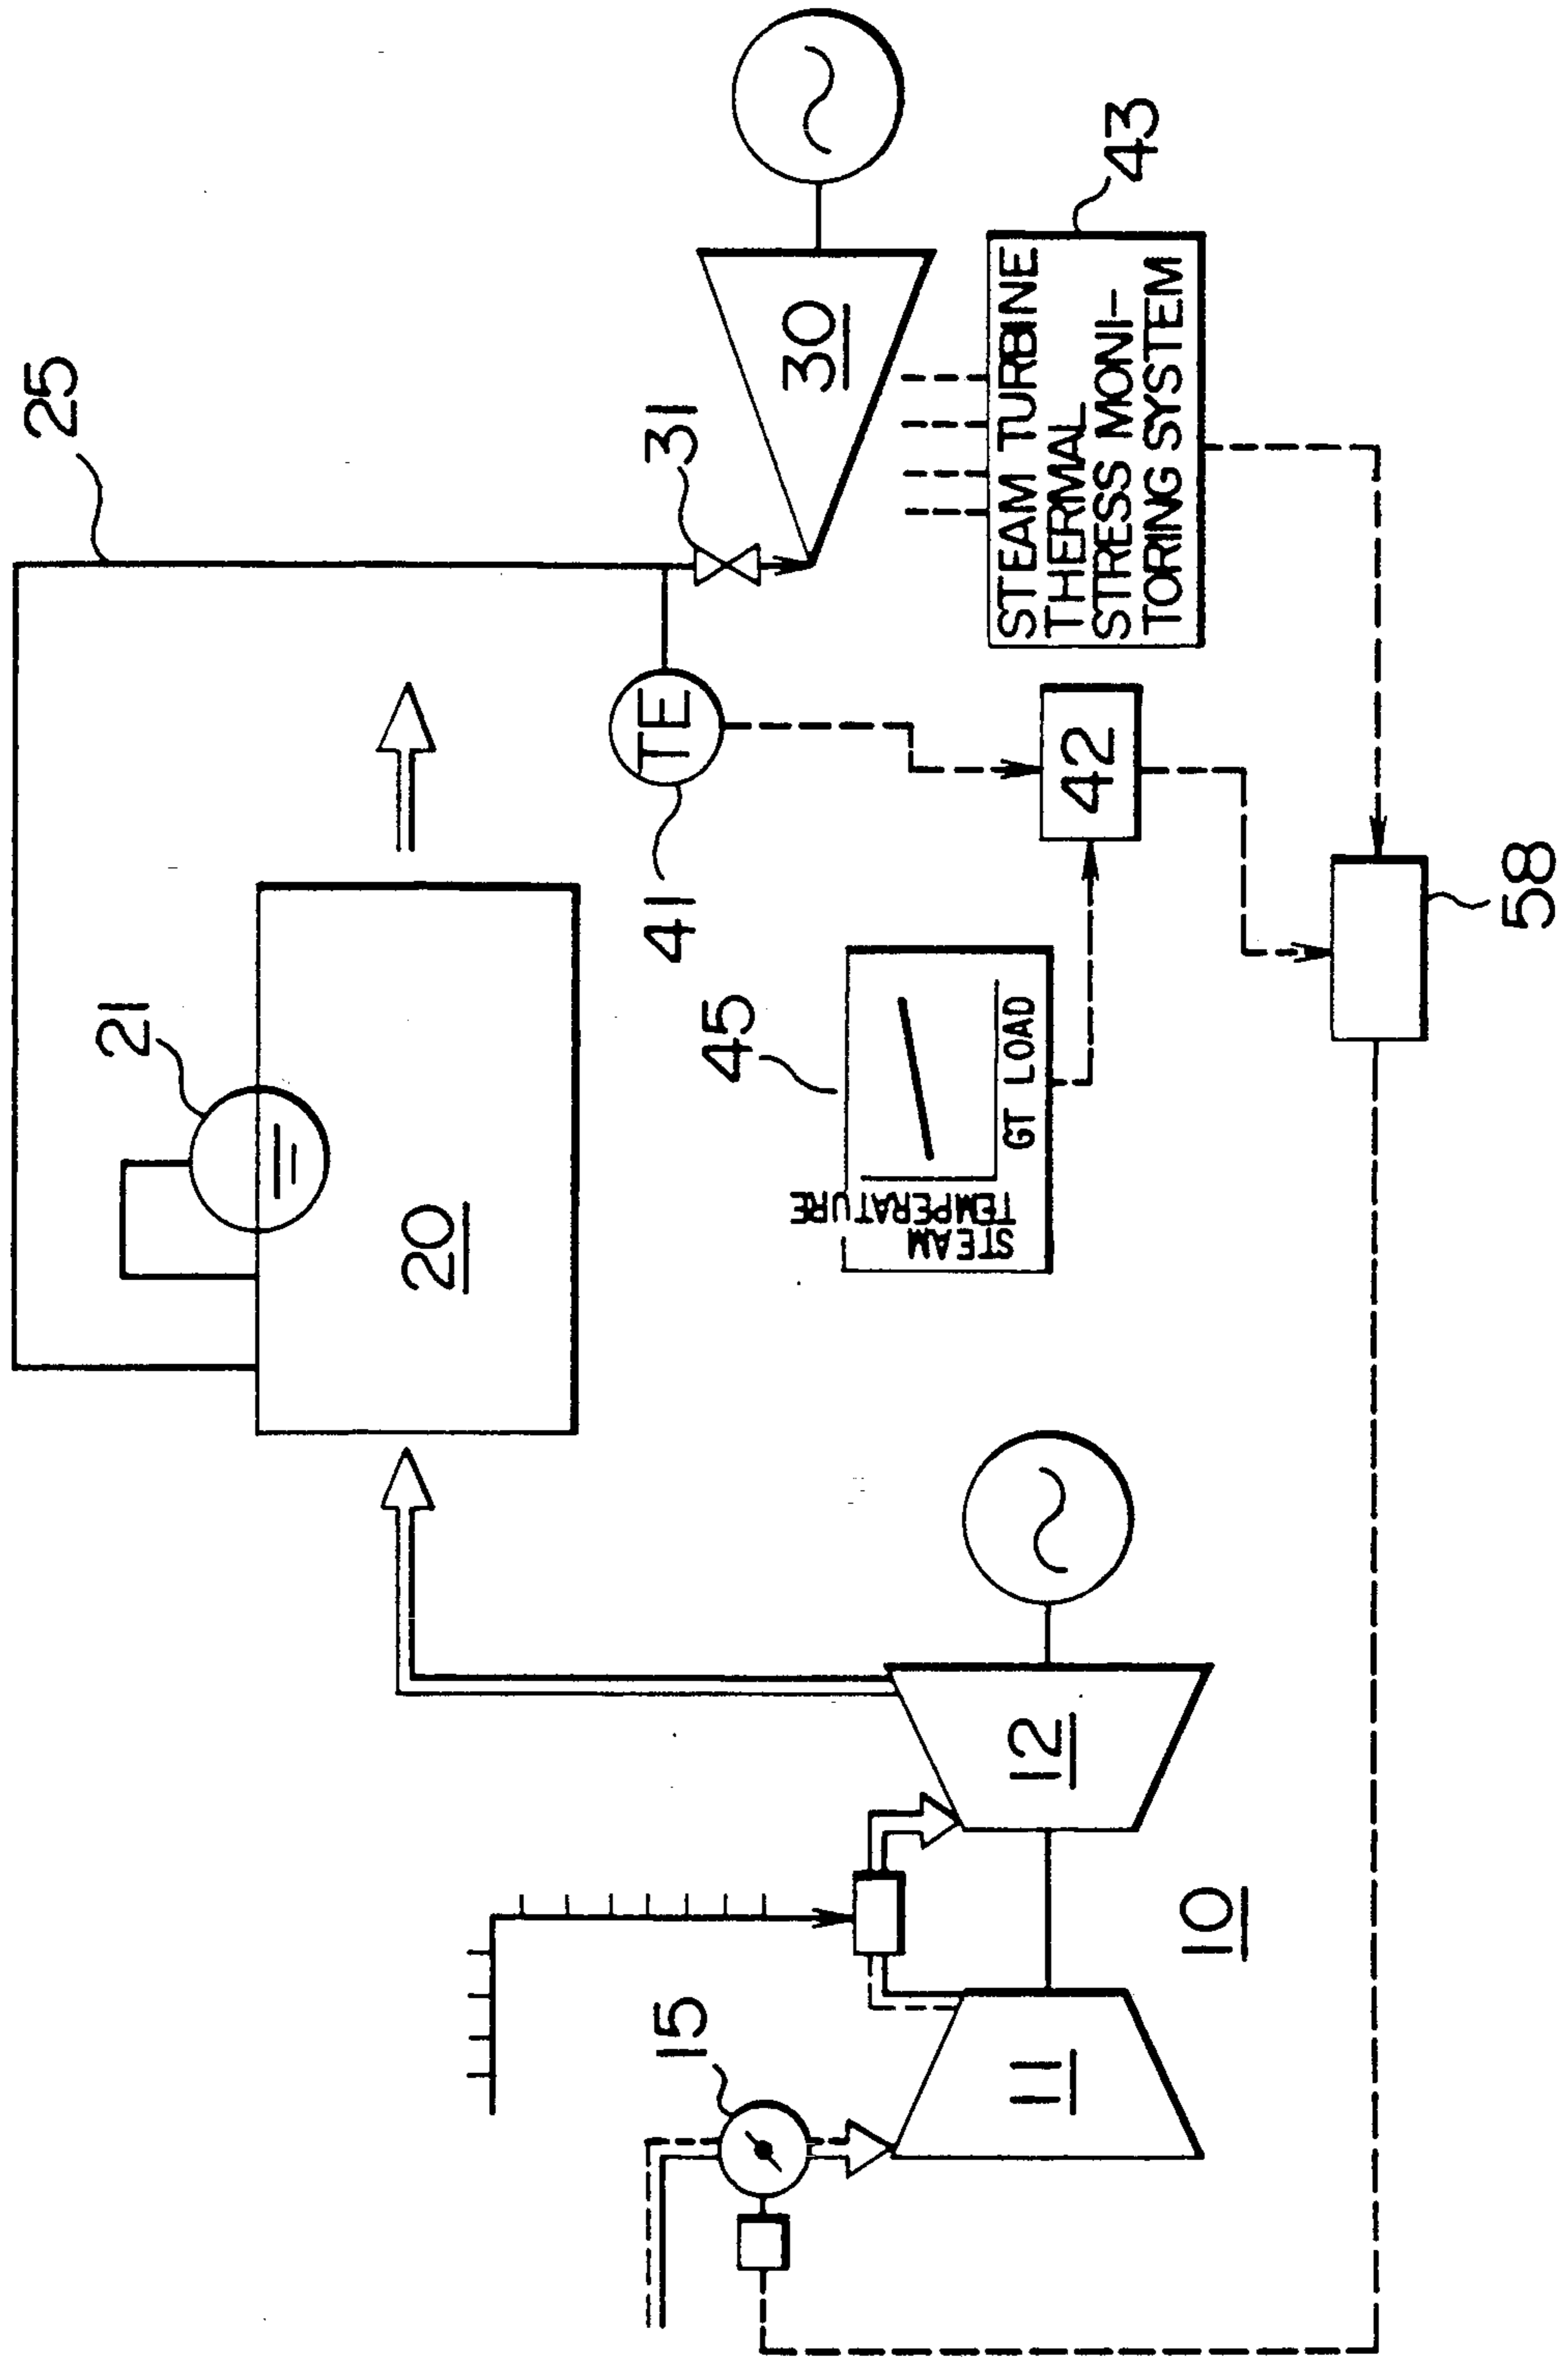 25
21
20
31
30
TE
41
43
STEAM TURBINE
THERMAL
STRESS MONI-
TORING SYSTEM
42
45
STEAM
TEMPERATURE
GT LOAD
58
15
11
12
10